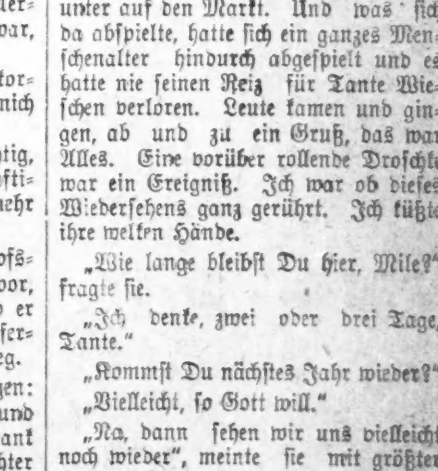 unter auf den Markt. Und was sich
da abspielte, hatte sich ein ganzes Men-
schenalter hindurch abgespielt und es
hatte nie seinen Reiz für Tante Wie-
schen verloren. Leute kamen und gin-
gen, ab und zu ein Gruß, das war
Alles. Eine vorüber rollende Droschke
war ein Ereigniß. Ich war ob dieses
Wiedersehens ganz gerührt. Ich küßte
ihre welken Hände.
„Wie lange bleibst Du hier, Mile?“
fragte sie.
„Ich denke, zwei oder drei Tage,
Tante.“
„Kommst Du nächstes Jahr wieder?“
„Vielleicht, so Gott will.“
„Na, dann sehen wir uns vielleicht
noch wieder“, meinte sie mit größter